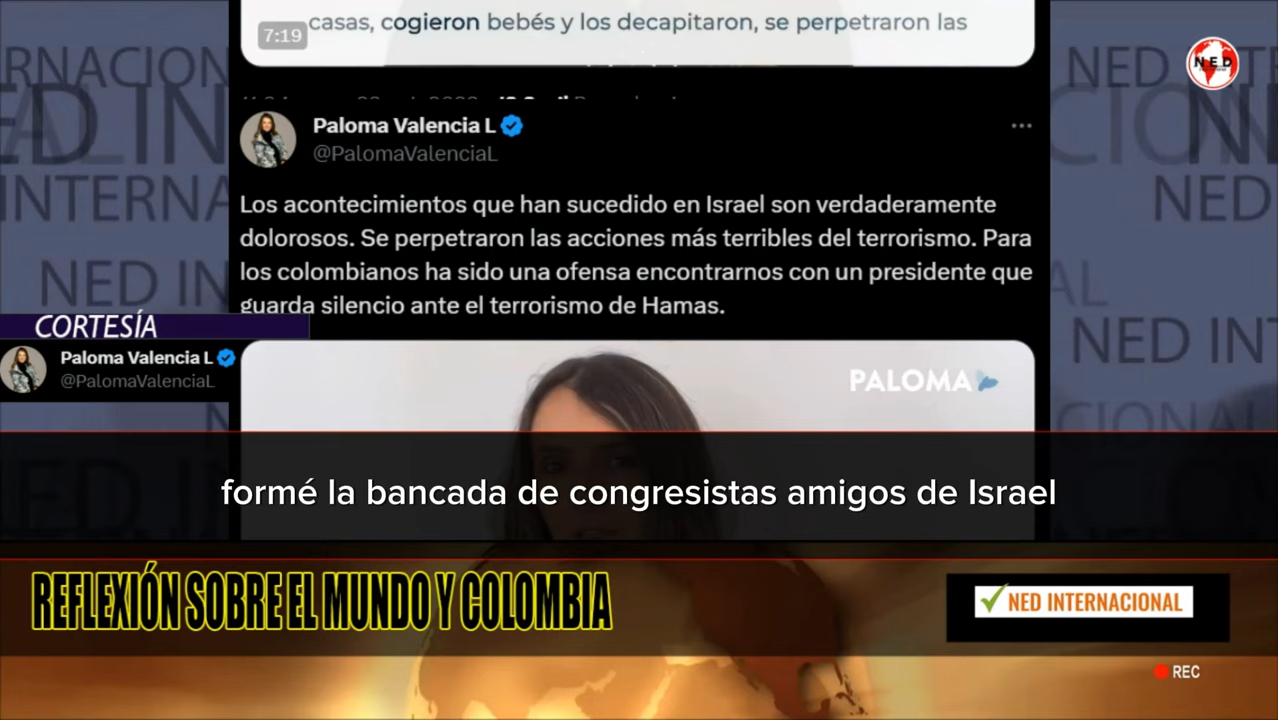 casas, cogieron bebés y los decapitaron, se perpetraron las
7:19
NED
Paloma Valencia L
@PalomaValenciaL
Los acontecimientos que han sucedido en Israel son verdaderamente
dolorosos. Se perpetraron las acciones más terribles del terrorismo. Para
los colombianos ha sido una ofensa encontrarnos con un presidente que
guarda silencio ante el terrorismo de Hamas.
CORTESÍA
Paloma Valencia L
@PalomaValenciaL
PALOMA
formé la bancada de congresistas amigos de Israel
REFLEXIÓN SOBRE EL MUNDO Y COLOMBIA
NED INTERNACIONAL
REC